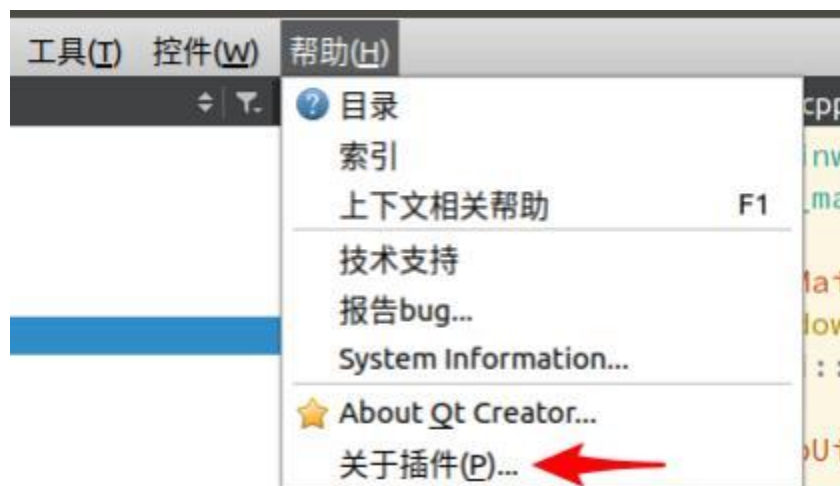 工具(T) 控件(W) 帮助(H)
目录
索引
上下文相关帮助 F1
技术支持
报告bug...
System Information...
About Qt Creator...
关于插件(P)...